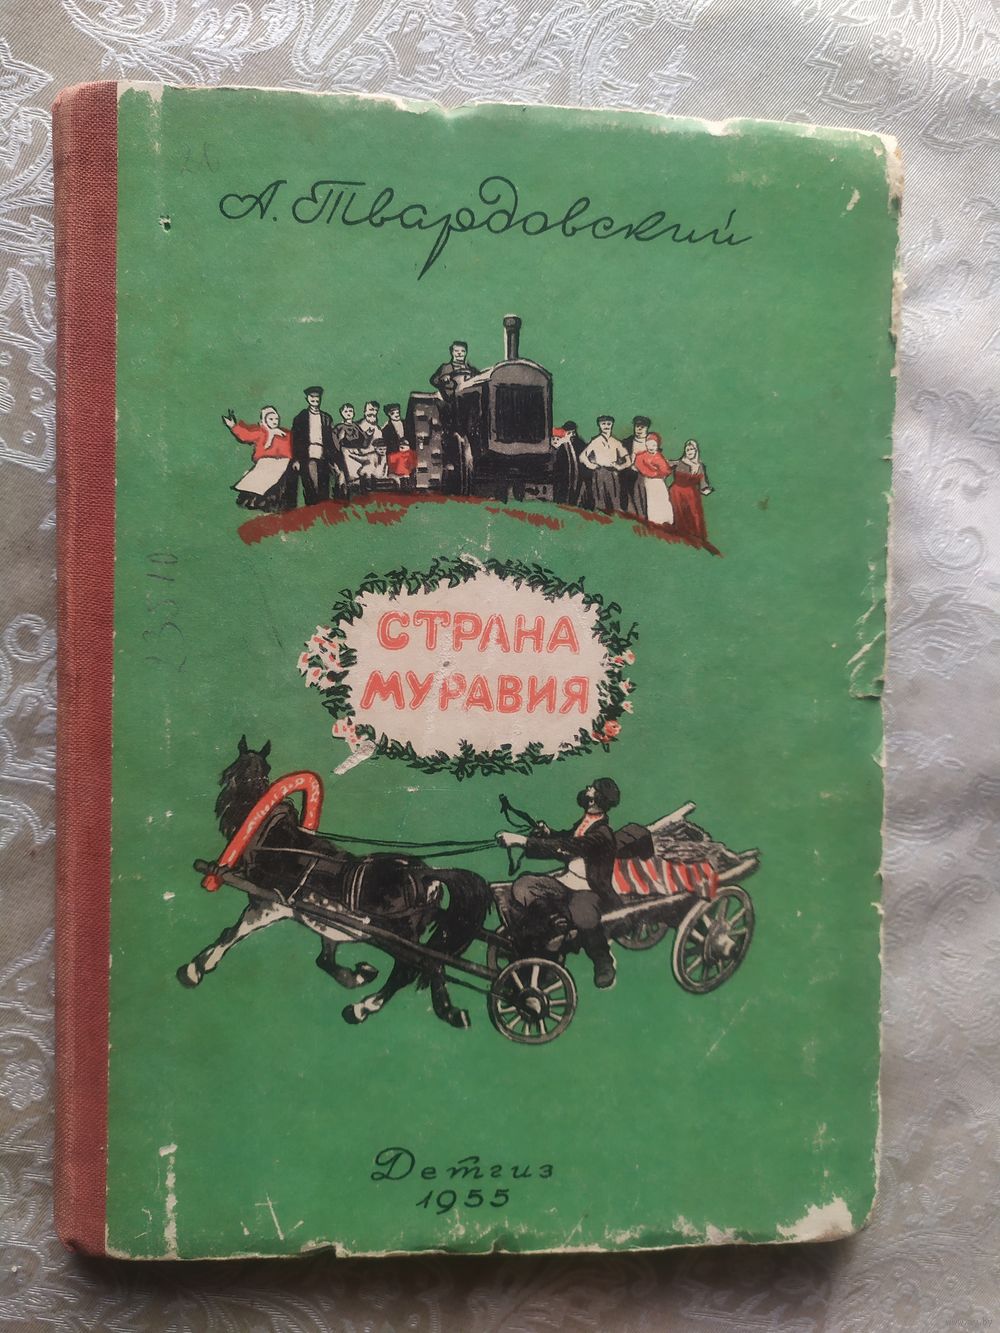 А. Твардовский
СТРАНА
МУРАВИЯ
Детгиз
1955